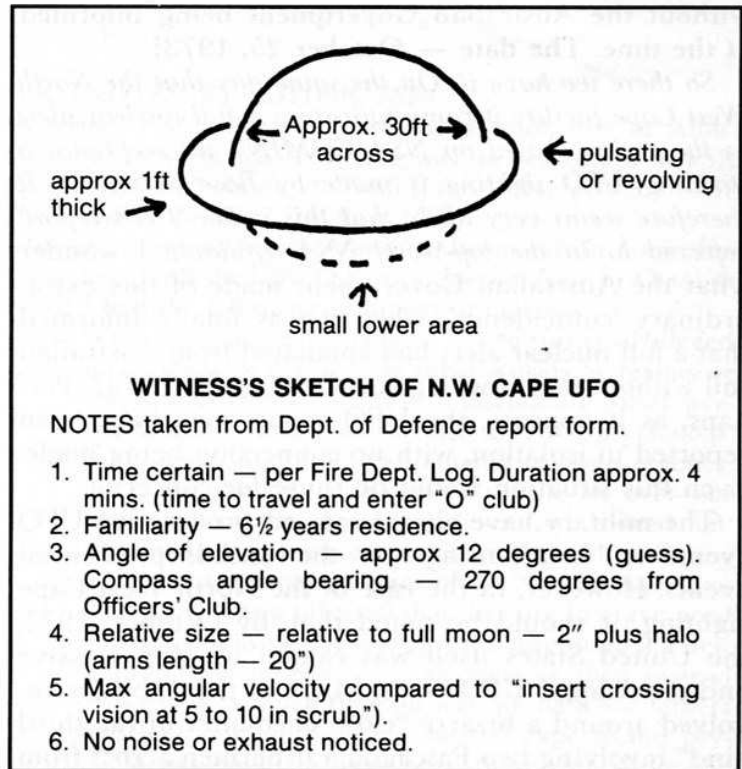 Approx. 30ft
across
pulsating
or revolving
approx 1ft
thick
small lower area
WITNESS'S SKETCH OF N.W. CAPE UFO
NOTES taken from Dept. of Defence report form.
1. Time certain — per Fire Dept. Log. Duration approx. 4
mins. (time to travel and enter "O" club)
2. Familiarity — 6½ years residence.
3. Angle of elevation — approx 12 degrees (guess).
Compass angle bearing — 270 degrees from
Officers' Club.
4. Relative size — relative to full moon — 2" plus halo
(arms length — 20")
5. Max angular velocity compared to "insert crossing
vision at 5 to 10 in scrub").
6. No noise or exhaust noticed.